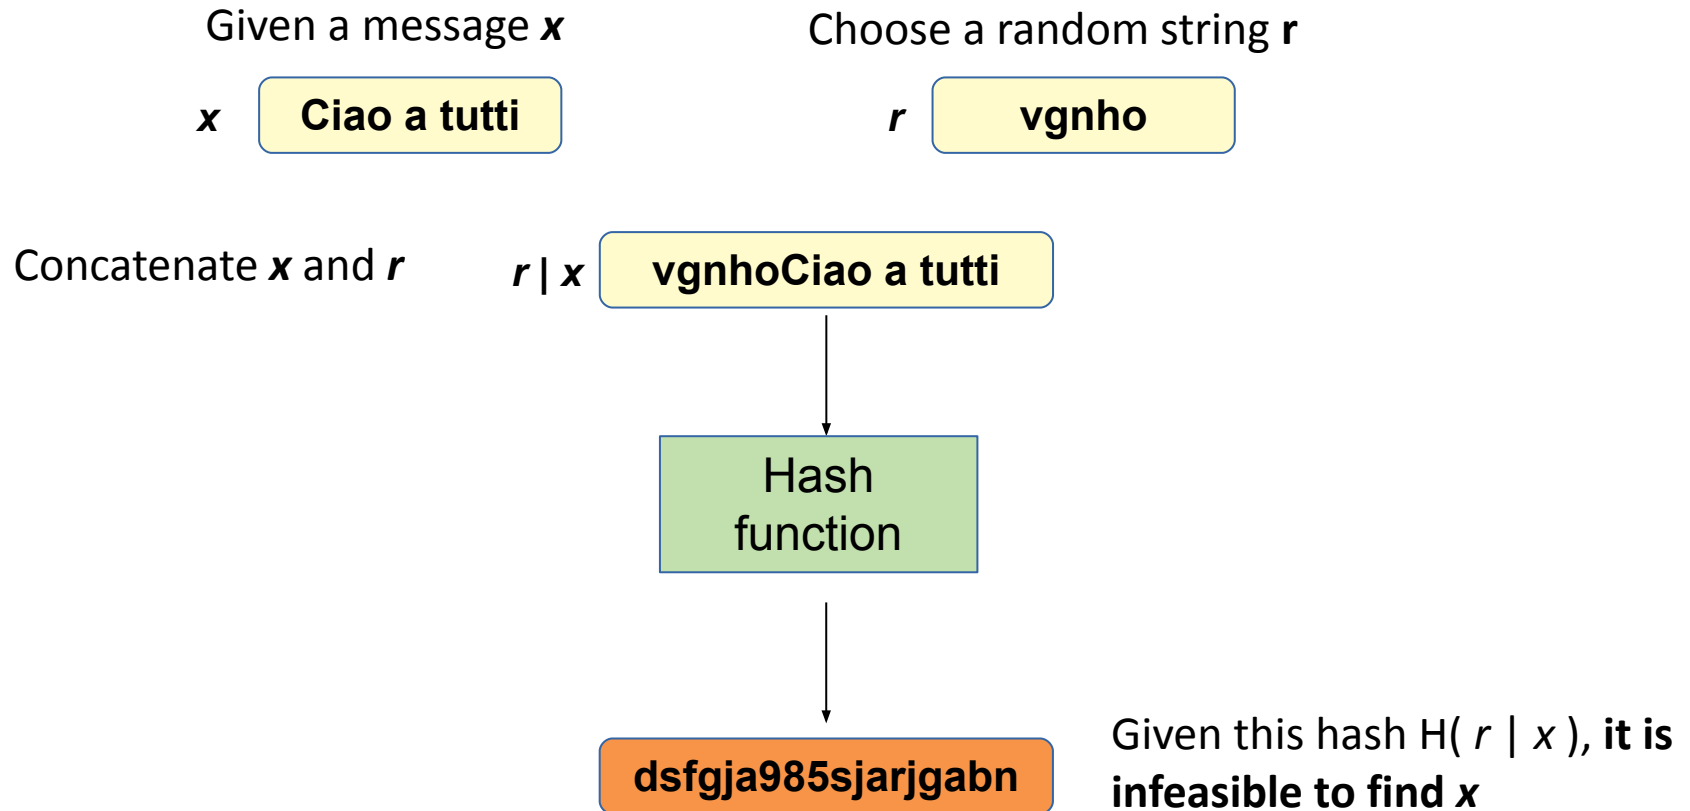 Given a message x
Choose a random string r
x
Ciao a tutti
r
vgnho
Concatenate x and r
r | x
vgnhoCiao a tutti
Hash
function
dsfgja985sjarjgabn
Given this hash H( r | x ), it is
infeasible to find x